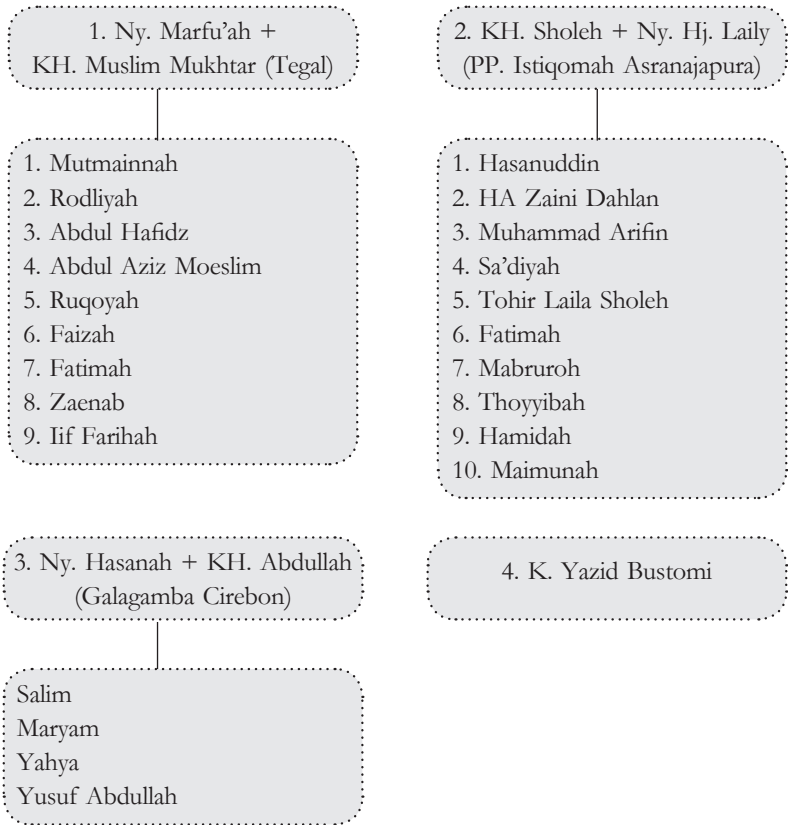 1. Ny. Marfu’ah +
KH. Muslim Mukhtar (Tegal)
1. Mutmainnah
2. Rodliyah
3. Abdul Hafidz
4. Abdul Aziz Moeslim
5. Ruqoyah
6. Faizah
7. Fatimah
8. Zaenab
9. Iif Farihah
2. KH. Sholeh + Ny. Hj. Laily
(PP. Istiqomah Asranajapura)
1. Hasanuddin
2. HA Zaini Dahlan
3. Muhammad Arifin
4. Sa’diyah
5. Tohir Laila Sholeh
6. Fatimah
7. Mabruroh
8. Thoyyibah
9. Hamidah
10. Maimunah
3. Ny. Hasanah + KH. Abdullah
(Galagamba Cirebon)
Salim
Maryam
Yahya
Yusuf Abdullah
4. K. Yazid Bustomi